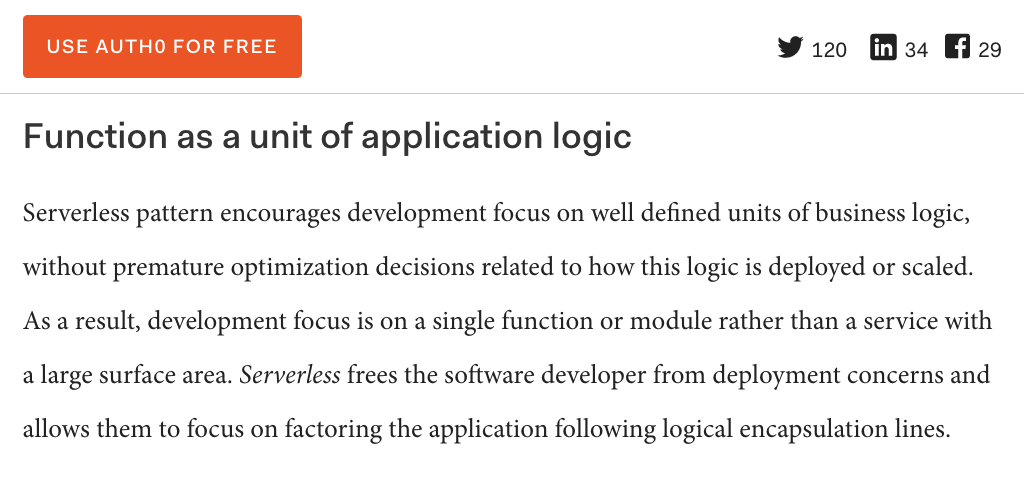 USE AUTH0 FOR FREE
120 34 29
Function as a unit of application logic
Serverless pattern encourages development focus on well defined units of business logic,
without premature optimization decisions related to how this logic is deployed or scaled.
As a result, development focus is on a single function or module rather than a service with
a large surface area. Serverless frees the software developer from deployment concerns and
allows them to focus on factoring the application following logical encapsulation lines.